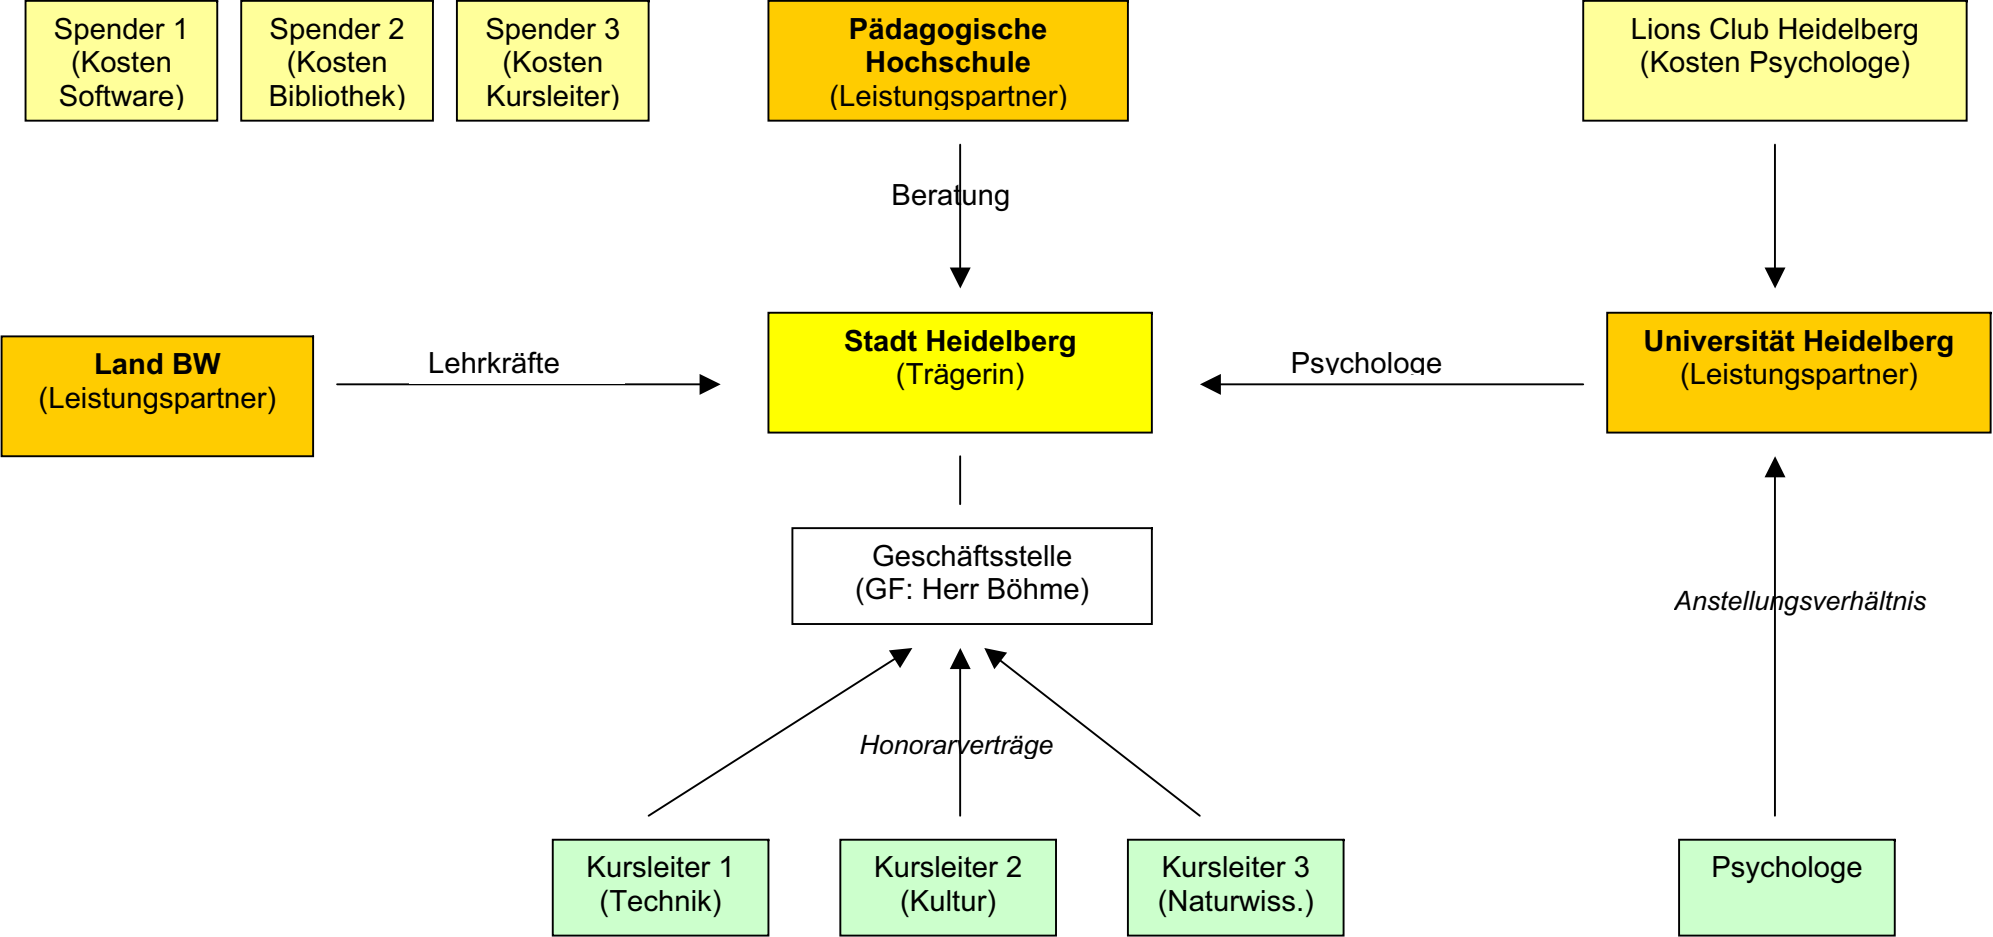 Spender 1
(Kosten
Software)
Spender 2
(Kosten
Bibliothek)
Spender 3
(Kosten
Kursleiter)
Pädagogische
Hochschule
(Leistungspartner)
Lions Club Heidelberg
(Kosten Psychologe)
Beratung
Land BW
(Leistungspartner)
Lehrkräfte
Stadt Heidelberg
(Trägerin)
Psychologe
Universität Heidelberg
(Leistungspartner)
Geschäftsstelle
(GF: Herr Böhme)
Anstellungsverhältnis
Honorarverträge
Kursleiter 1
(Technik)
Kursleiter 2
(Kultur)
Kursleiter 3
(Naturwiss.)
Psychologe